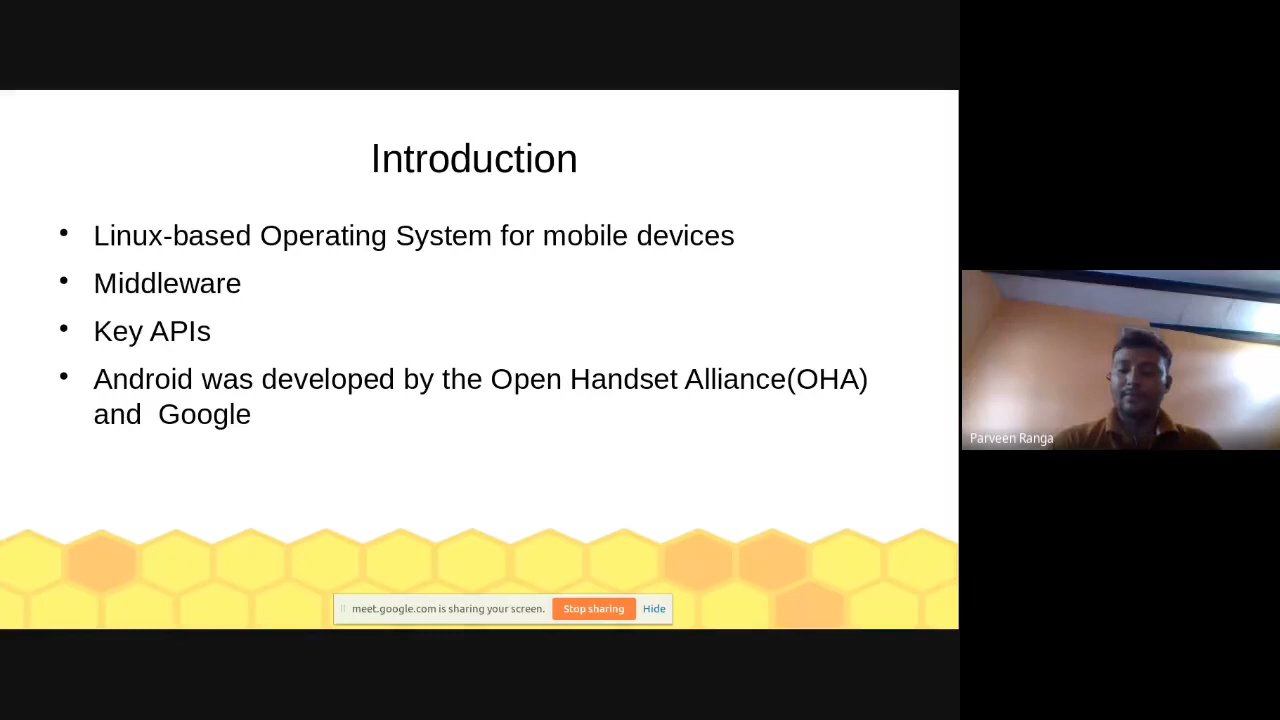 Introduction
• Linux-based Operating System for mobile devices
• Middleware
• Key APIs
• Android was developed by the Open Handset Alliance(OHA)
and  Google
meet.google.com is sharing your screen. Stop sharing Hide
Parveen Ranga